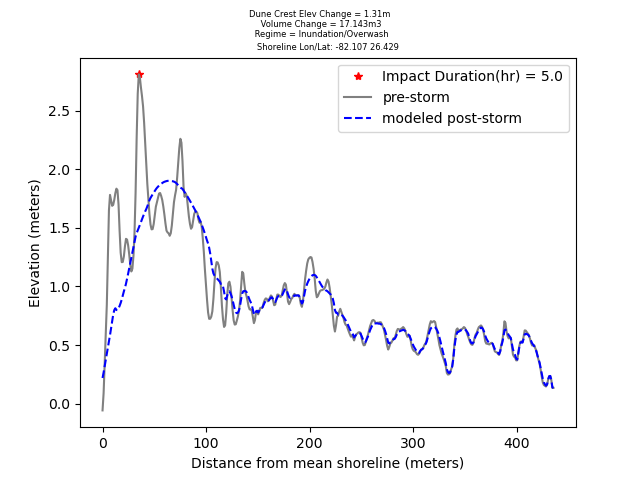 Dune Crest Elev Change = 1.31m
Volume Change = 17.143m3
Regime = Inundation/Overwash
Shoreline Lon/Lat: -82.107 26.429
Impact Duration(hr) = 5.0
pre-storm
modeled post-storm
Elevation (meters)
2.5
2.0
1.5
1.0
0.5
0.0
0 100 200 300 400
Distance from mean shoreline (meters)